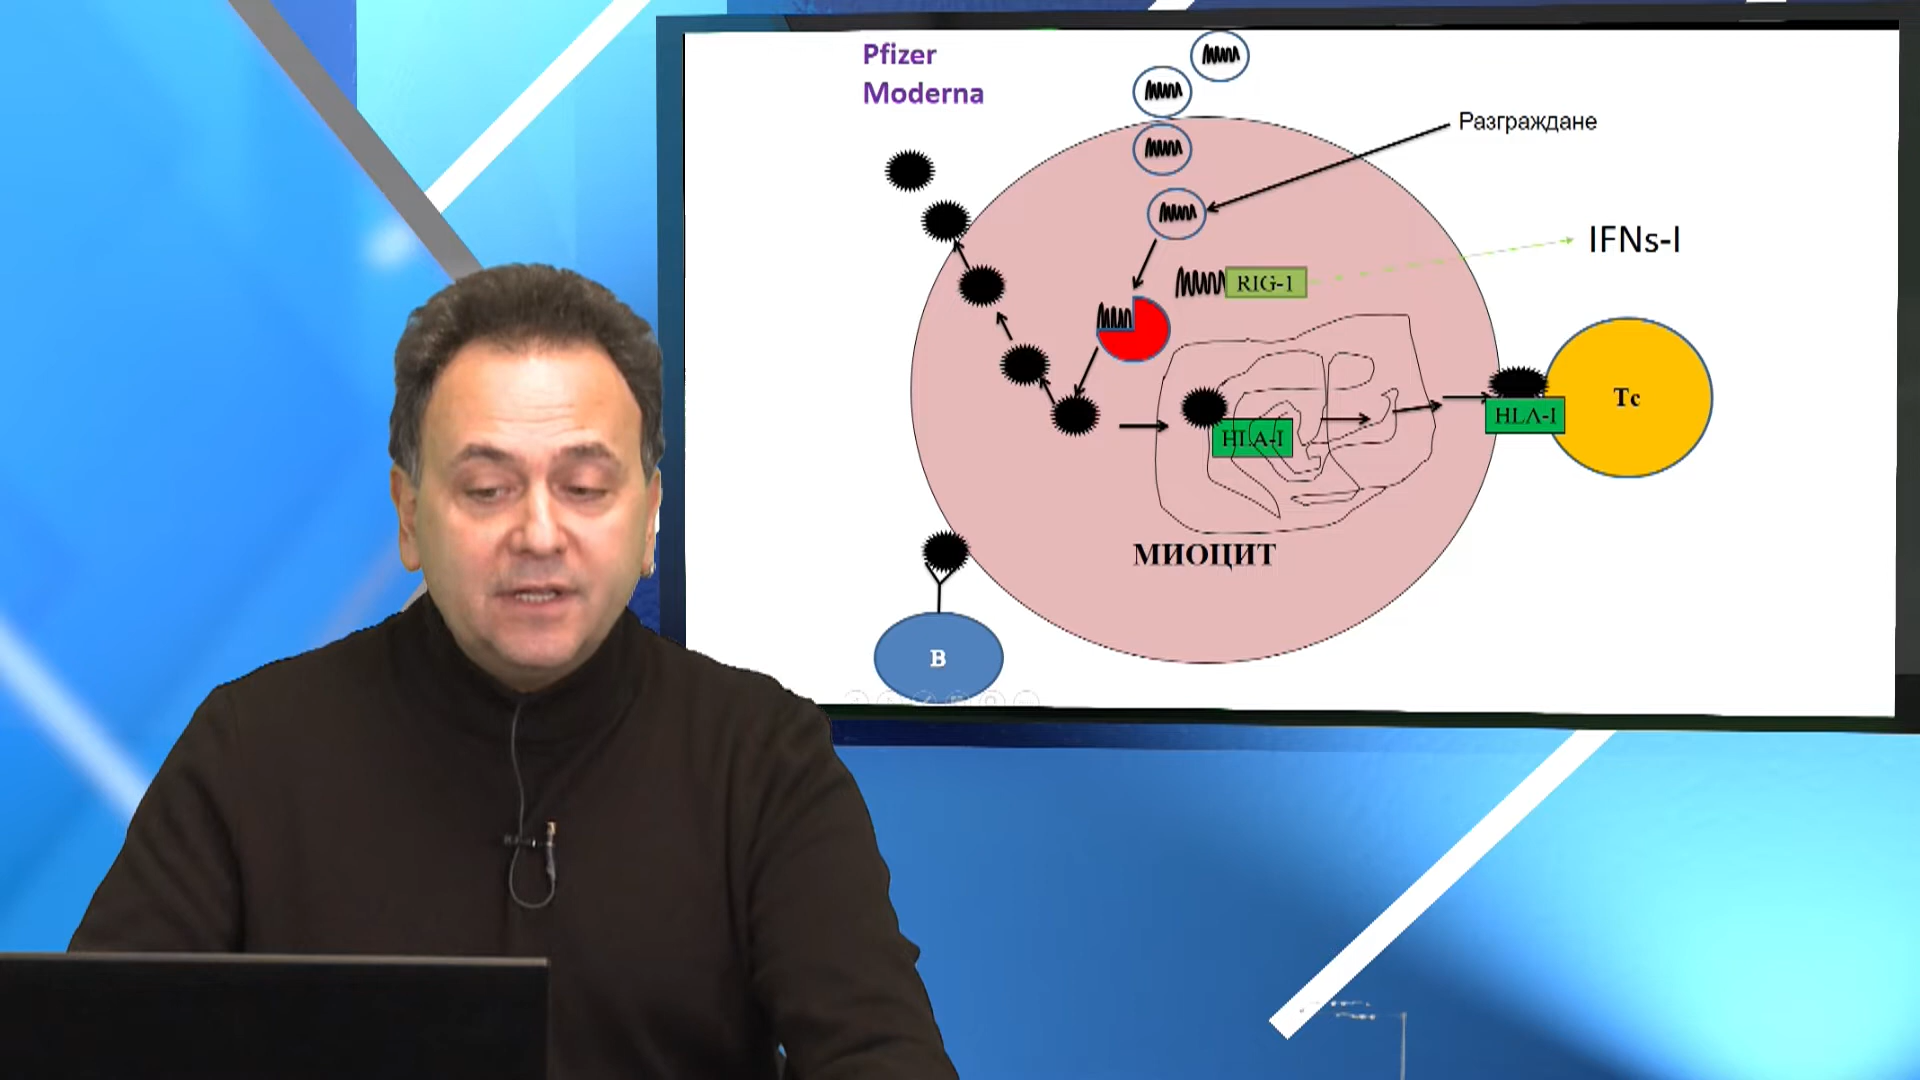 Pfizer
Moderna
Разграждане
IFNs-I
RIG-1
HLA-I
Tc
HLA-I
МИОЦИТ
B